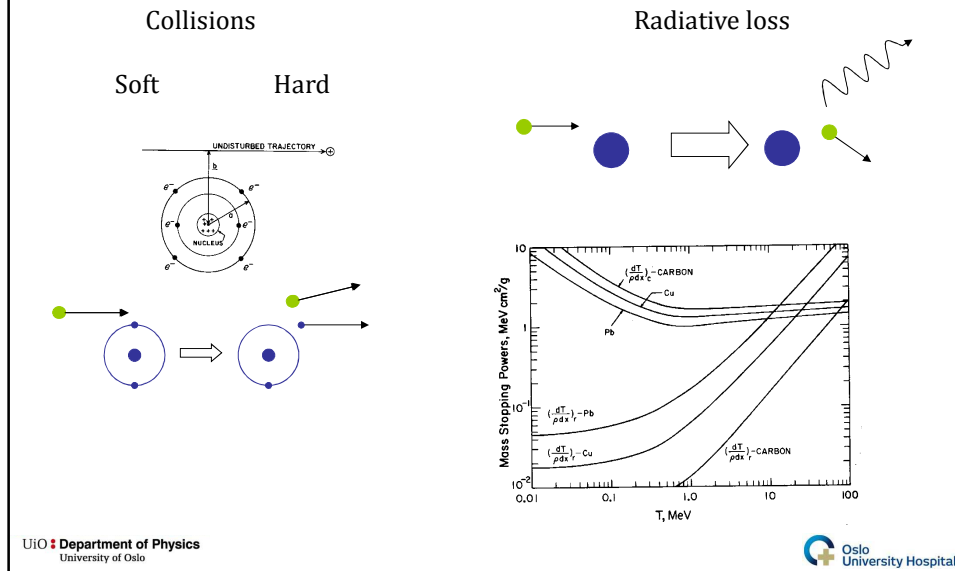 Collisions
Radiative loss
Soft
Hard
UNDISTURBED TRAJECTORY
b
a
e⁻
e⁻
e⁻
e⁻
e⁻
e⁻
+++
++
+++
NUCLEUS
Mass Stopping Powers, MeV cm²/g
10
1
10⁻¹
10⁻²
(dT/ρdx)c-CARBON
Cu
Pb
(dT/ρdx)r-Pb
(dT/ρdx)r-Cu
(dT/ρdx)r-CARBON
0.01
0.1
1.0
10
100
T, MeV
UiO Department of Physics
University of Oslo
Oslo
University Hospital